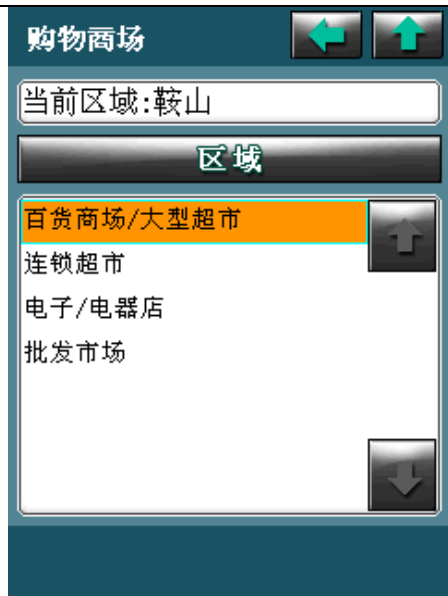 购物商场
当前区域:鞍山
区域
百货商场/大型超市
连锁超市
电子/电器店
批发市场